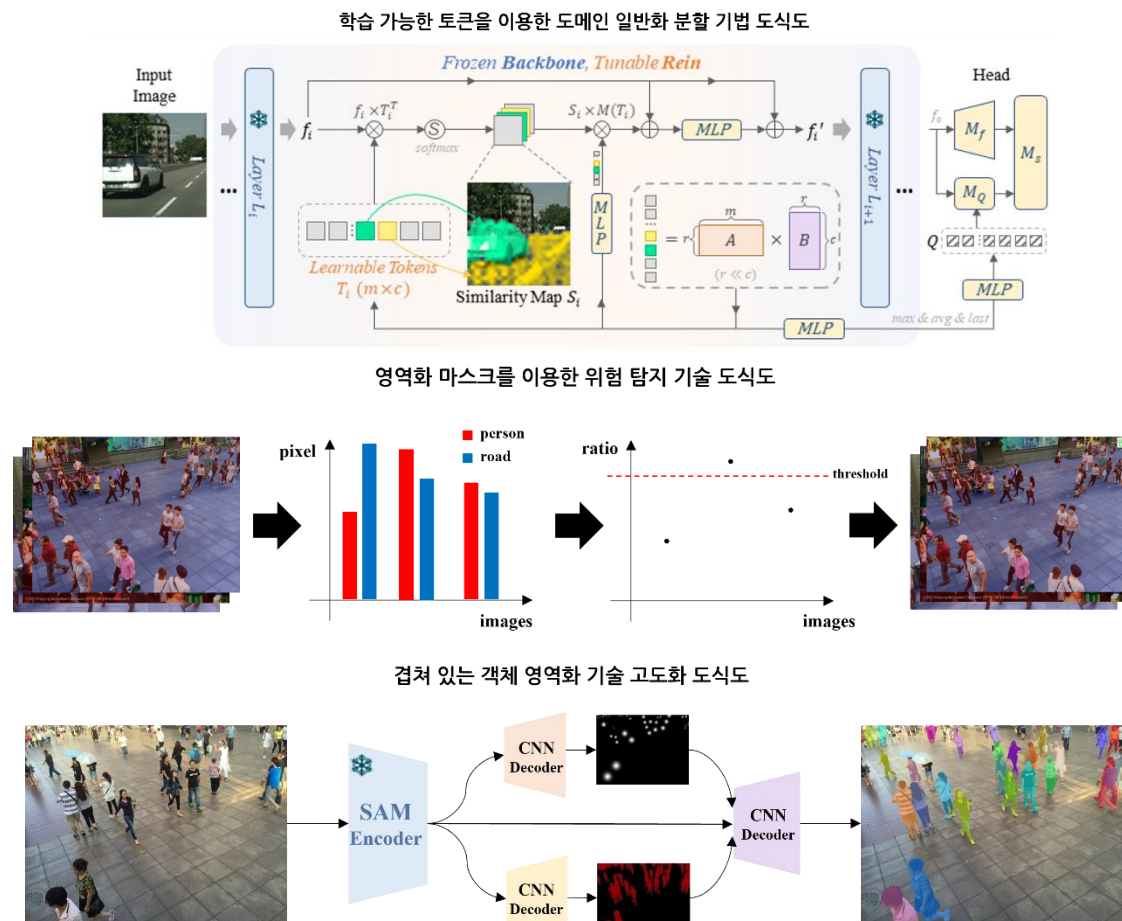 학습 가능한 토큰을 이용한 도메인 일반화 분할 기법 도식도
Input
Image
Frozen Backbone, Tunable Rein
Head
Layer L_i
f_i
f_i × T_i^T
S
softmax
S_i × M(T_i)
MLP
f_i'
Layer L_{i+1}
f_o
M_f
M_Q
M_S
Q
MLP
Learnable Tokens
T_i (m×c)
Similarity Map S_i
MLP
= r
m
A
×
r
B
c
(r ≪ c)
MLP
max & avg & last
영역화 마스크를 이용한 위험 탐지 기술 도식도
pixel
person
road
images
ratio
threshold
images
겹쳐 있는 객체 영역화 기술 고도화 도식도
SAM
Encoder
CNN
Decoder
CNN
Decoder
CNN
Decoder